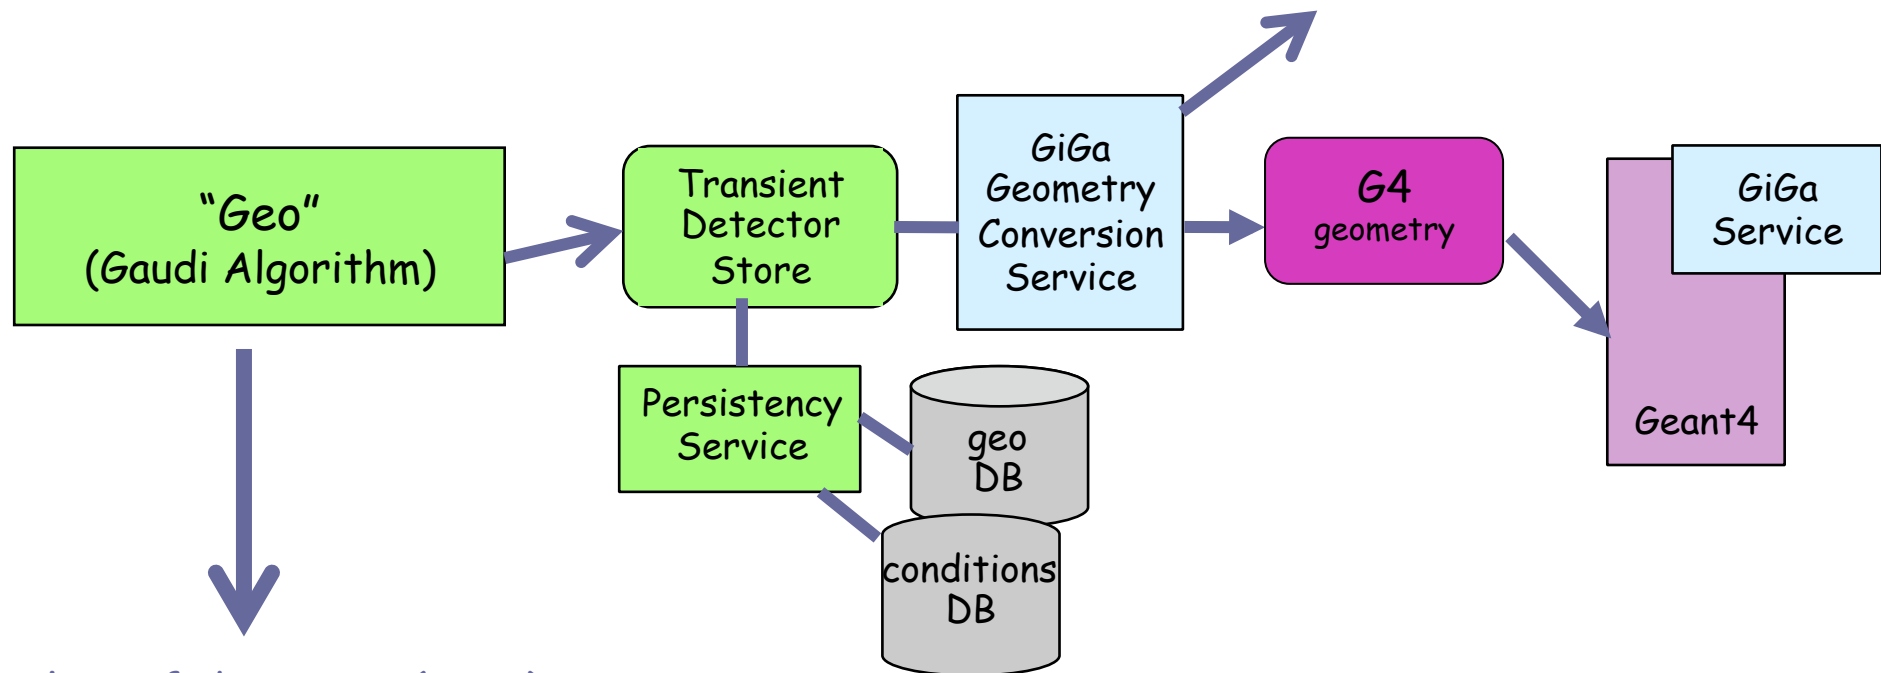 “Geo”
(Gaudi Algorithm)
Transient
Detector
Store
GiGa
Geometry
Conversion
Service
G4
geometry
GiGa
Service
Geant4
Persistency
Service
geo
DB
conditions
DB